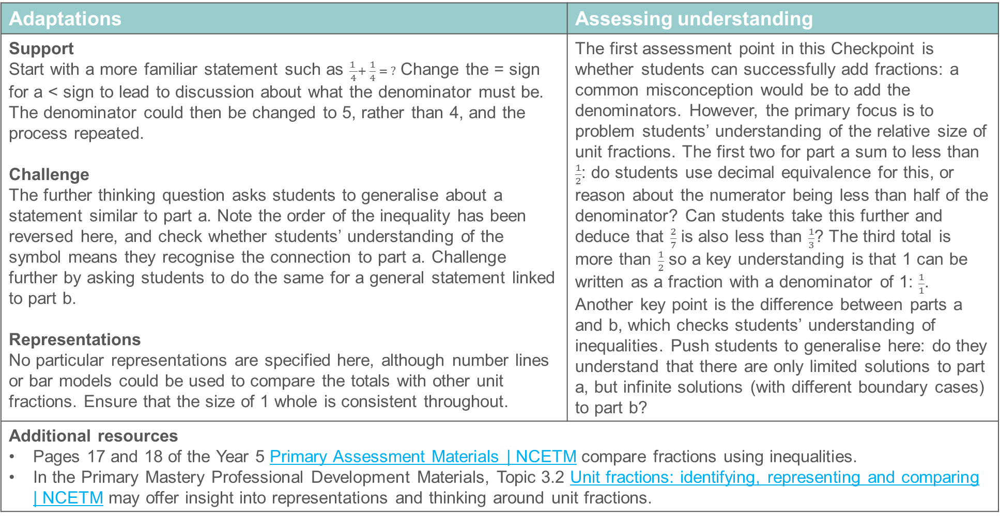 Adaptations
Support
Start with a more familiar statement such as 1/4 + 1/4 = ? Change the = sign
for a < sign to lead to discussion about what the denominator must be.
The denominator could then be changed to 5, rather than 4, and the
process repeated.
Challenge
The further thinking question asks students to generalise about a
statement similar to part a. Note the order of the inequality has been
reversed here, and check whether students’ understanding of the
symbol means they recognise the connection to part a. Challenge
further by asking students to do the same for a general statement linked
to part b.
Representations
No particular representations are specified here, although number lines
or bar models could be used to compare the totals with other unit
fractions. Ensure that the size of 1 whole is consistent throughout.
Assessing understanding
The first assessment point in this Checkpoint is
whether students can successfully add fractions: a
common misconception would be to add the
denominators. However, the primary focus is to
problem students’ understanding of the relative size of
unit fractions. The first two for part a sum to less than
1/2: do students use decimal equivalence for this, or
reason about the numerator being less than half of the
denominator? Can students take this further and
deduce that 2/7 is also less than 1/3? The third total is
more than 1/2 so a key understanding is that 1 can be
written as a fraction with a denominator of 1: 1/1.
Another key point is the difference between parts a
and b, which checks students’ understanding of
inequalities. Push students to generalise here: do they
understand that there are only limited solutions to part
a, but infinite solutions (with different boundary cases)
to part b?
Additional resources
• Pages 17 and 18 of the Year 5 Primary Assessment Materials | NCETM compare fractions using inequalities.
• In the Primary Mastery Professional Development Materials, Topic 3.2 Unit fractions: identifying, representing and comparing
| NCETM may offer insight into representations and thinking around unit fractions.